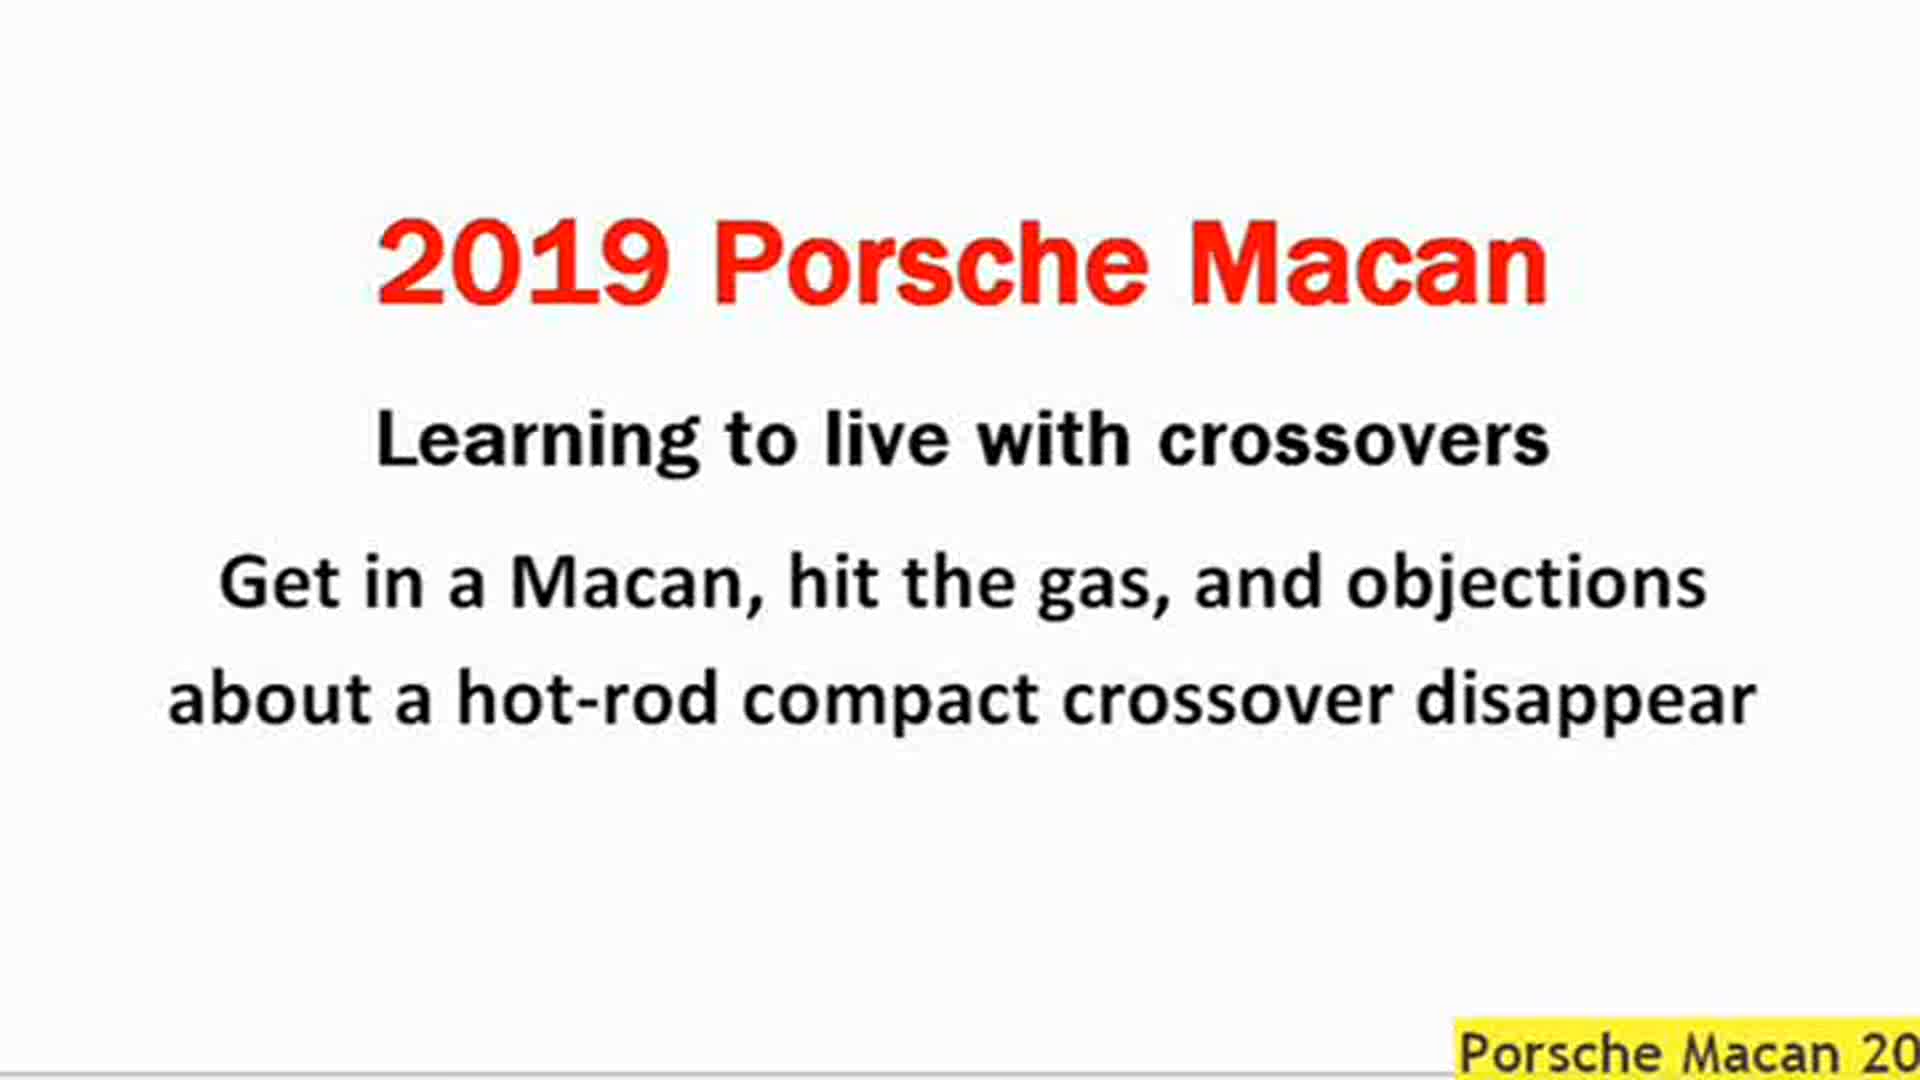 2019 Porsche Macan
Learning to live with crossovers
Get in a Macan, hit the gas, and objections
about a hot-rod compact crossover disappear
Porsche Macan 20